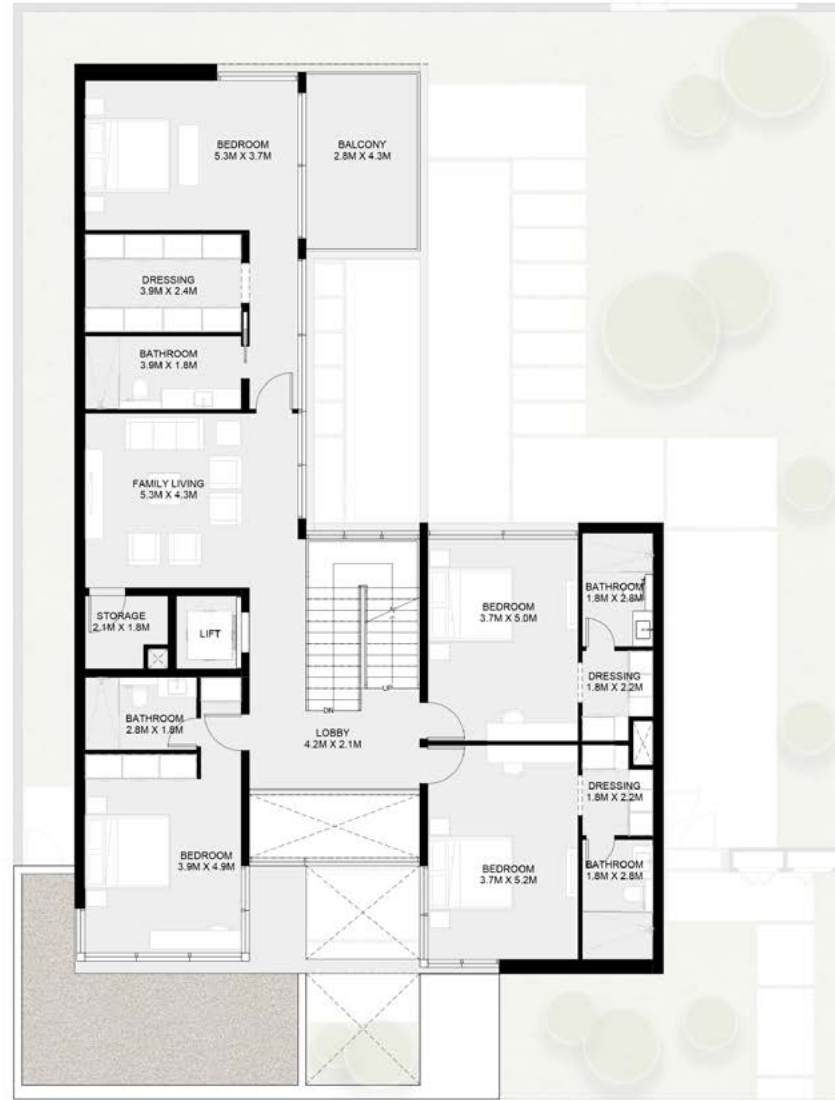 BEDROOM
5.3M X 3.7M
BALCONY
2.8M X 4.3M
DRESSING
3.9M X 2.4M
BATHROOM
3.9M X 1.8M
FAMILY LIVING
5.3M X 4.3M
STORAGE
2.1M X 1.8M
LIFT
BEDROOM
3.7M X 5.0M
BATHROOM
1.8M X 2.8M
DRESSING
1.8M X 2.2M
UP
DN
BATHROOM
2.8M X 1.8M
LOBBY
4.2M X 2.1M
DRESSING
1.8M X 2.2M
BEDROOM
3.9M X 4.9M
BEDROOM
3.7M X 5.2M
BATHROOM
1.8M X 2.8M